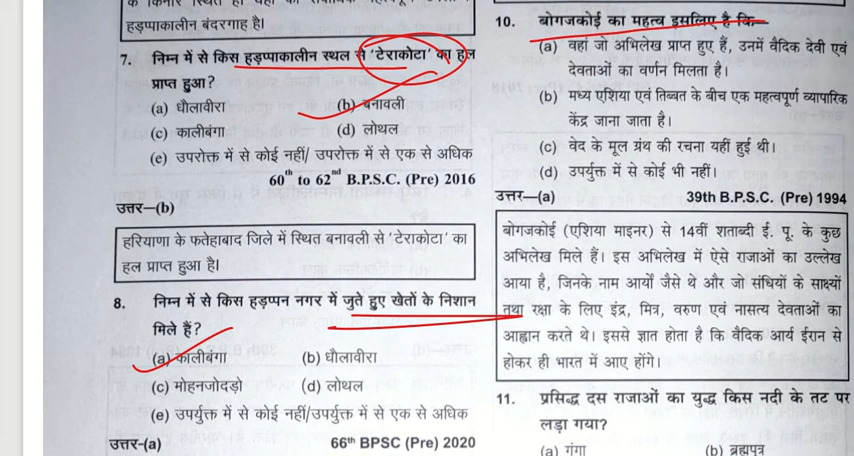 हड़प्पाकालीन बंदरगाह है।
7. निम्न में से किस हड़प्पाकालीन स्थल से 'टेराकोटा' का हल
प्राप्त हुआ?
(a) धौलावीरा (b) बनावली
(c) कालीबंगा (d) लोथल
(e) उपरोक्त में से कोई नहीं/ उपरोक्त में से एक से अधिक
60th to 62nd B.P.S.C. (Pre) 2016
उत्तर—(b)
हरियाणा के फतेहाबाद जिले में स्थित बनावली से 'टेराकोटा' का
हल प्राप्त हुआ है।
8. निम्न में से किस हड़प्पन नगर में जुते हुए खेतों के निशान
मिले हैं?
(a) कालीबंगा (b) धौलावीरा
(c) मोहनजोदड़ो (d) लोथल
(e) उपर्युक्त में से कोई नहीं/उपर्युक्त में से एक से अधिक
उत्तर-(a) 66th BPSC (Pre) 2020
10. बोगजकोई का महत्व इसलिए है कि—
(a) वहां जो अभिलेख प्राप्त हुए हैं, उनमें वैदिक देवी एवं
देवताओं का वर्णन मिलता है।
(b) मध्य एशिया एवं तिब्बत के बीच एक महत्वपूर्ण व्यापारिक
केंद्र जाना जाता है।
(c) वेद के मूल ग्रंथ की रचना यहीं हुई थी।
(d) उपर्युक्त में से कोई भी नहीं।
उत्तर—(a) 39th B.P.S.C. (Pre) 1994
बोगजकोई (एशिया माइनर) से 14वीं शताब्दी ई. पू. के कुछ
अभिलेख मिले हैं। इस अभिलेख में ऐसे राजाओं का उल्लेख
आया है, जिनके नाम आर्यों जैसे थे और जो संधियों के साक्ष्यों
तथा रक्षा के लिए इंद्र, मित्र, वरुण एवं नासत्य देवताओं का
आह्वान करते थे। इससे ज्ञात होता है कि वैदिक आर्य ईरान से
होकर ही भारत में आए होंगे।
11. प्रसिद्ध दस राजाओं का युद्ध किस नदी के तट पर
लड़ा गया?
(a) गंगा (b) ब्रह्मपुत्र